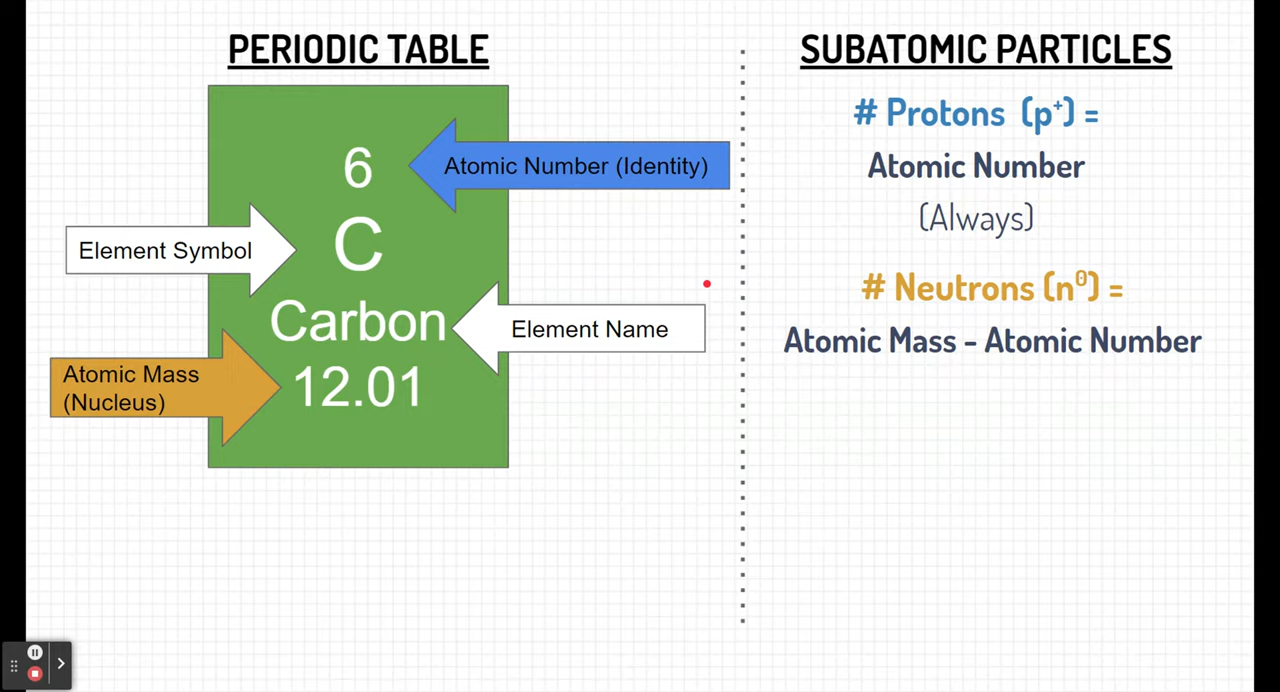 PERIODIC TABLE
6
Atomic Number (Identity)
Element Symbol
C
Carbon
Element Name
Atomic Mass
(Nucleus)
12.01
SUBATOMIC PARTICLES
# Protons (p⁺) =
Atomic Number
(Always)
# Neutrons (n⁰) =
Atomic Mass - Atomic Number